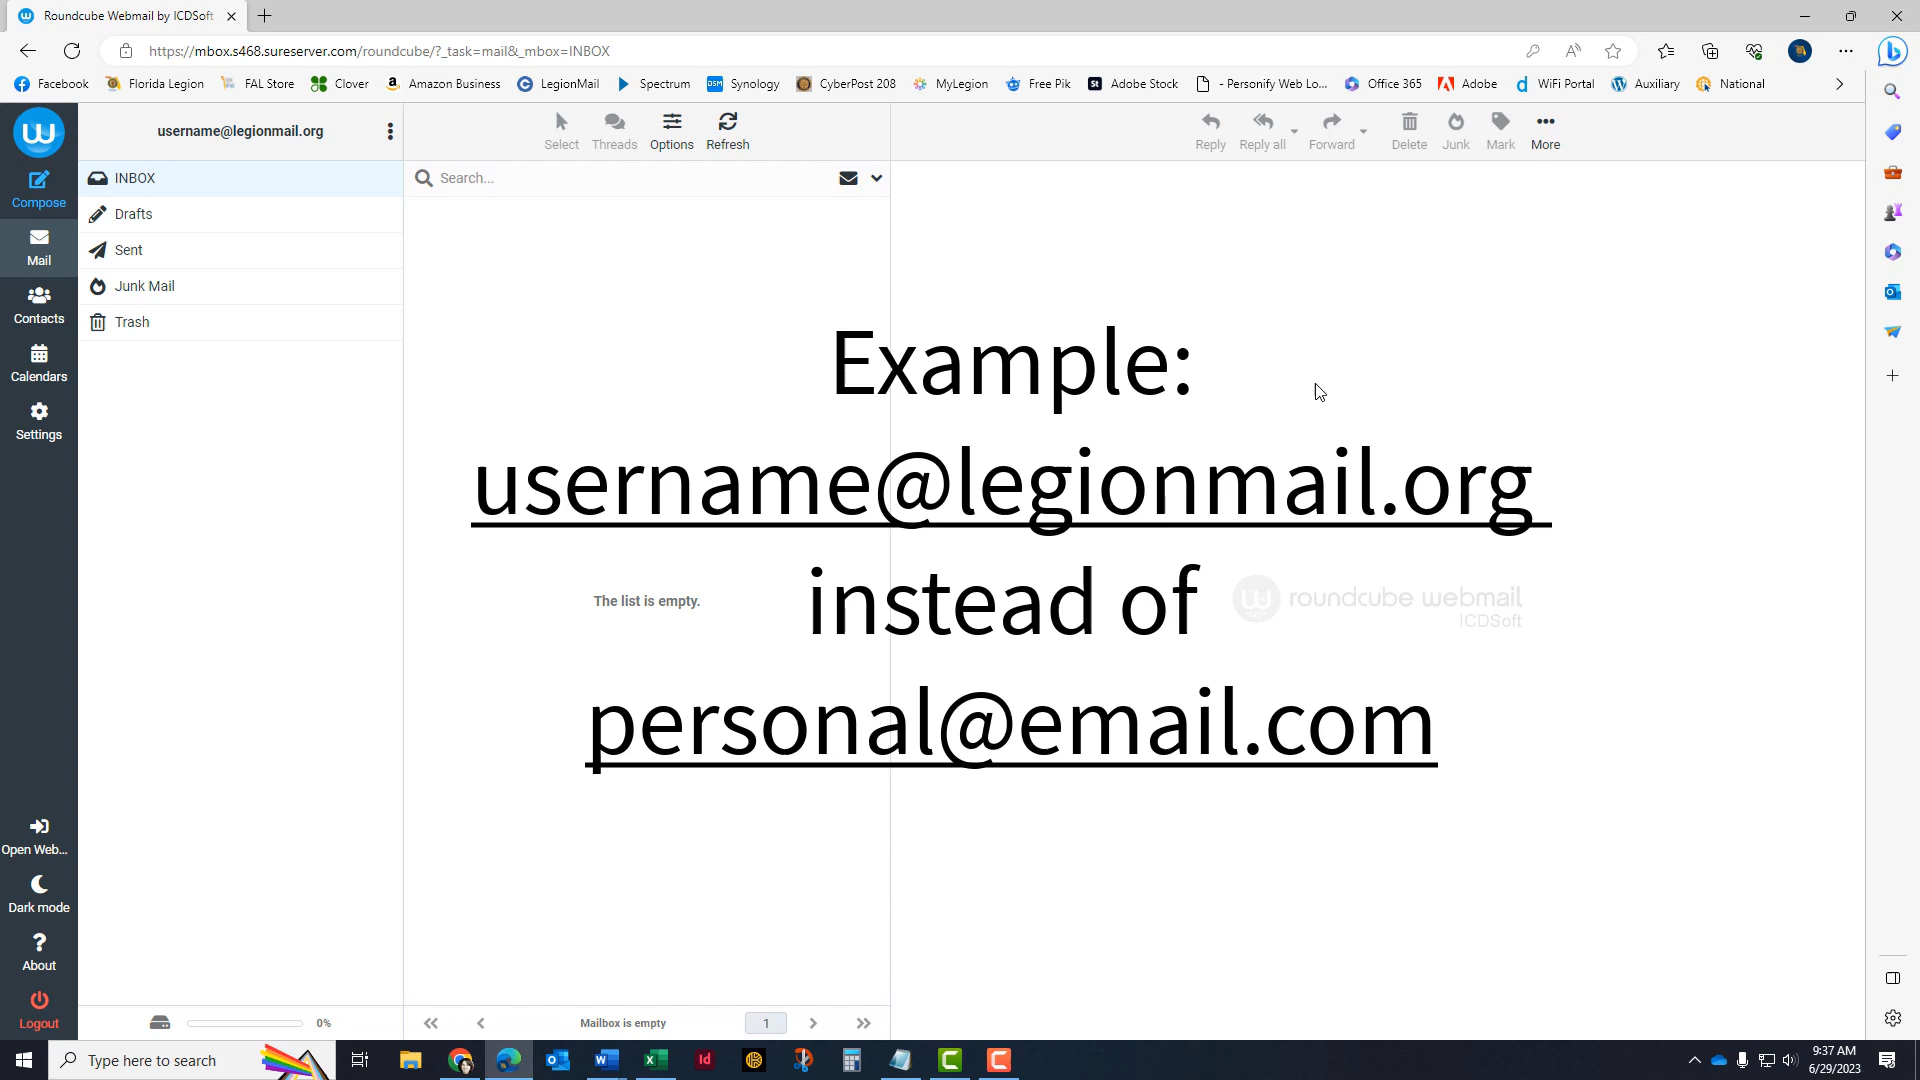 Roundcube Webmail by ICDSoft
https://mbox.s468.sureserver.com/roundcube/?_task=mail&_mbox=INBOX
Facebook Florida Legion FAL Store Clover Amazon Business LegionMail Spectrum Synology CyberPost 208 MyLegion Free Pik Adobe Stock - Personify Web Lo... Office 365 Adobe WiFi Portal Auxiliary National
username@legionmail.org
Select Threads Options Refresh
Reply Reply all Forward Delete Junk Mark More
Compose
Mail
Contacts
Calendars
Settings
Open Web...
Dark mode
About
Logout
INBOX
Drafts
Sent
Junk Mail
Trash
0%
Search...
The list is empty.
Mailbox is empty
1
Example:
username@legionmail.org
instead of
personal@email.com
roundcube webmail
ICDSoft
Type here to search
9:37 AM
6/29/2023